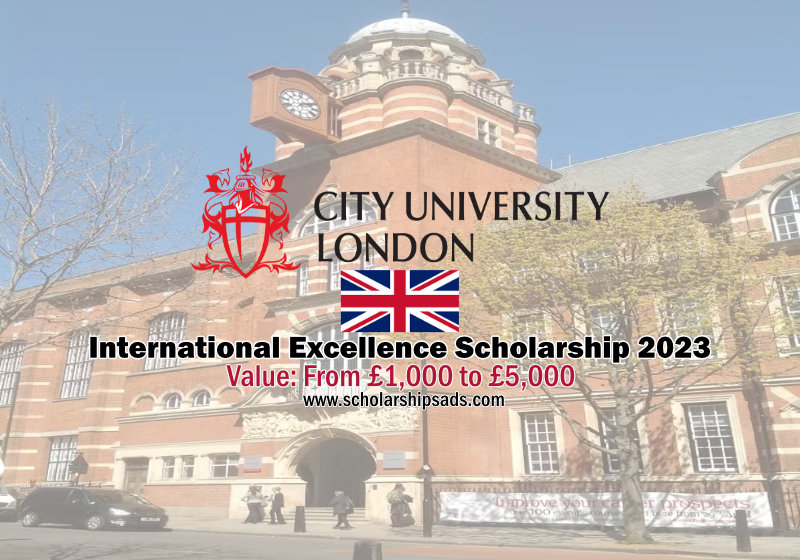 CITY UNIVERSITY
LONDON
International Excellence Scholarship 2023
Value: From £1,000 to £5,000
www.scholarshipsads.com
Improve your career prospects